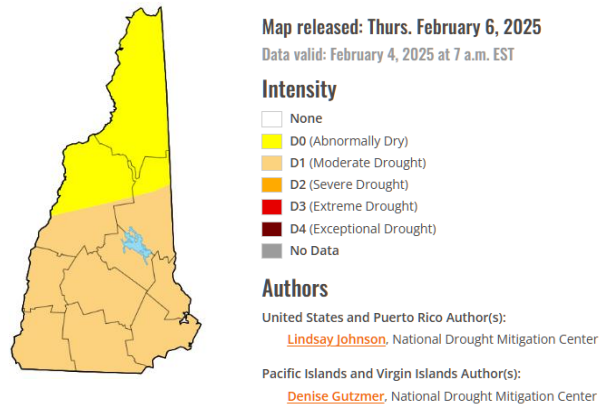 Map released: Thurs. February 6, 2025
Data valid: February 4, 2025 at 7 a.m. EST
Intensity
None
D0 (Abnormally Dry)
D1 (Moderate Drought)
D2 (Severe Drought)
D3 (Extreme Drought)
D4 (Exceptional Drought)
No Data
Authors
United States and Puerto Rico Author(s):
Lindsay Johnson, National Drought Mitigation Center
Pacific Islands and Virgin Islands Author(s):
Denise Gutzmer, National Drought Mitigation Center